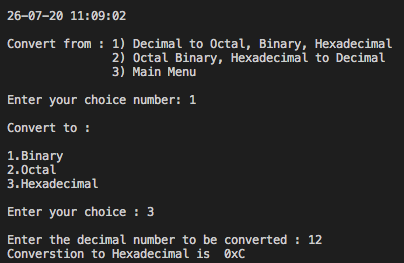 26-07-20 11:09:02
Convert from : 1) Decimal to Octal, Binary, Hexadecimal
2) Octal Binary, Hexadecimal to Decimal
3) Main Menu
Enter your choice number: 1
Convert to :
1.Binary
2.Octal
3.Hexadecimal
Enter your choice : 3
Enter the decimal number to be converted : 12
Converstion to Hexadecimal is  0xC